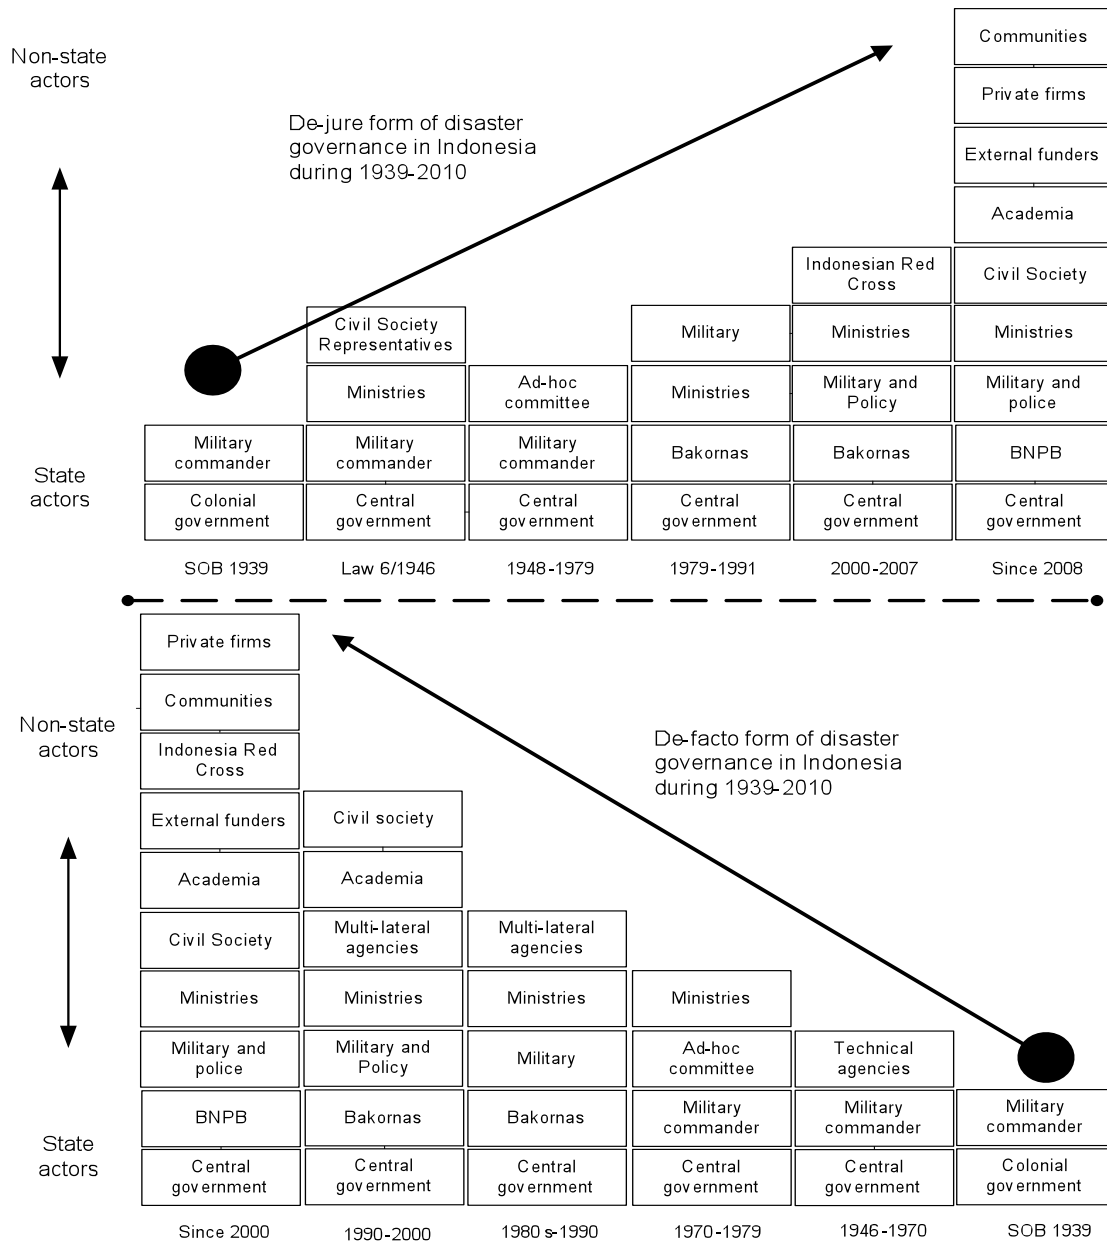 Non-state
actors
De-jure form of disaster
governance in Indonesia
during 1939-2010
State
actors
Military
commander
Colonial
government
SOB 1939
Civil Society
Representatives
Ministries
Military
commander
Central
government
Law 6/1946
Ad-hoc
committee
Military
commander
Central
government
1948-1979
Military
Ministries
Bakornas
Central
government
1979-1991
Indonesian Red
Cross
Ministries
Military and
Policy
Bakornas
Central
government
2000-2007
Communities
Private firms
External funders
Academia
Civil Society
Ministries
Military and
police
BNPB
Central
government
Since 2008
Non-state
actors
De-facto form of disaster
governance in Indonesia
during 1939-2010
State
actors
Private firms
Communities
Indonesia Red
Cross
External funders
Academia
Civil Society
Ministries
Military and
police
BNPB
Central
government
Since 2000
Civil society
Academia
Multi-lateral
agencies
Ministries
Military and
Policy
Bakornas
Central
government
1990-2000
Multi-lateral
agencies
Ministries
Military
Bakornas
Central
government
1980s-1990
Ministries
Ad-hoc
committee
Military
commander
Central
government
1970-1979
Technical
agencies
Military
commander
Central
government
1946-1970
Military
commander
Colonial
government
SOB 1939